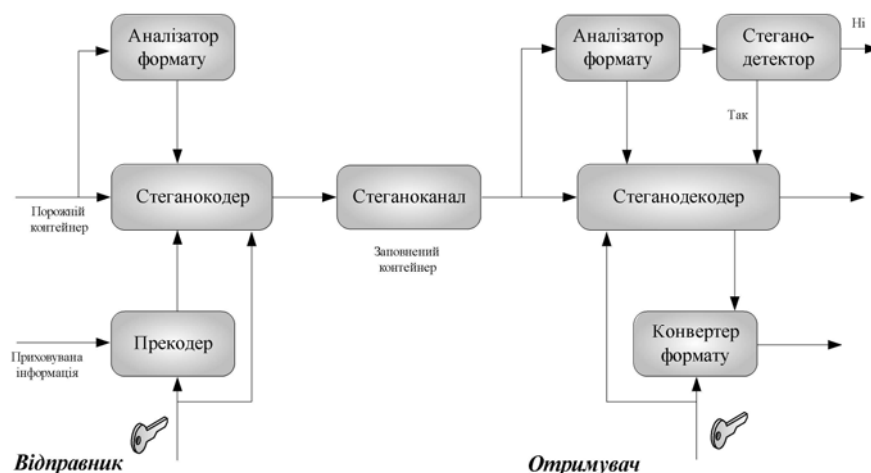 Аналізатор
формату
Аналізатор
формату
Стегано-
детектор
Ні
Так
Стеганокодер
Стеганоканал
Стеганодекодер
Порожній
контейнер
Заповнений
контейнер
Прекодер
Конвертер
формату
Приховувана
інформація
Відправник
Отримувач